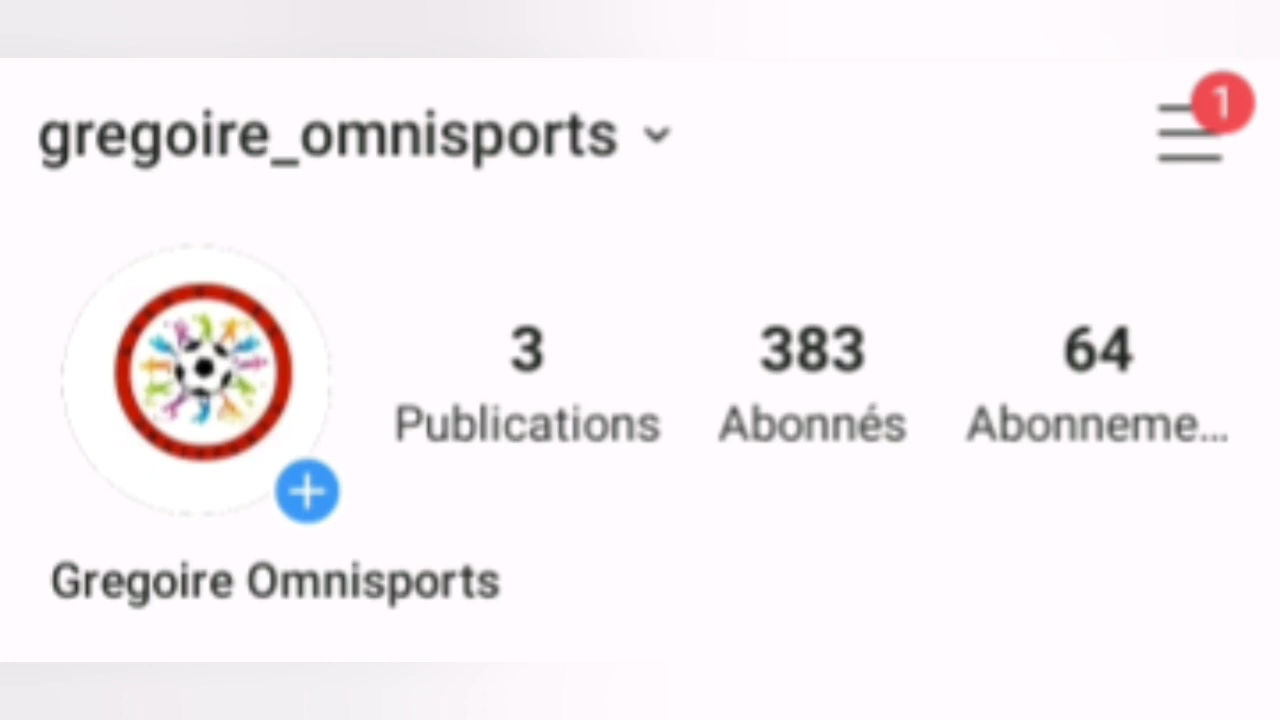 gregoire_omnisports
1
3 383 64
Publications Abonnés Abonneme...
Gregoire Omnisports